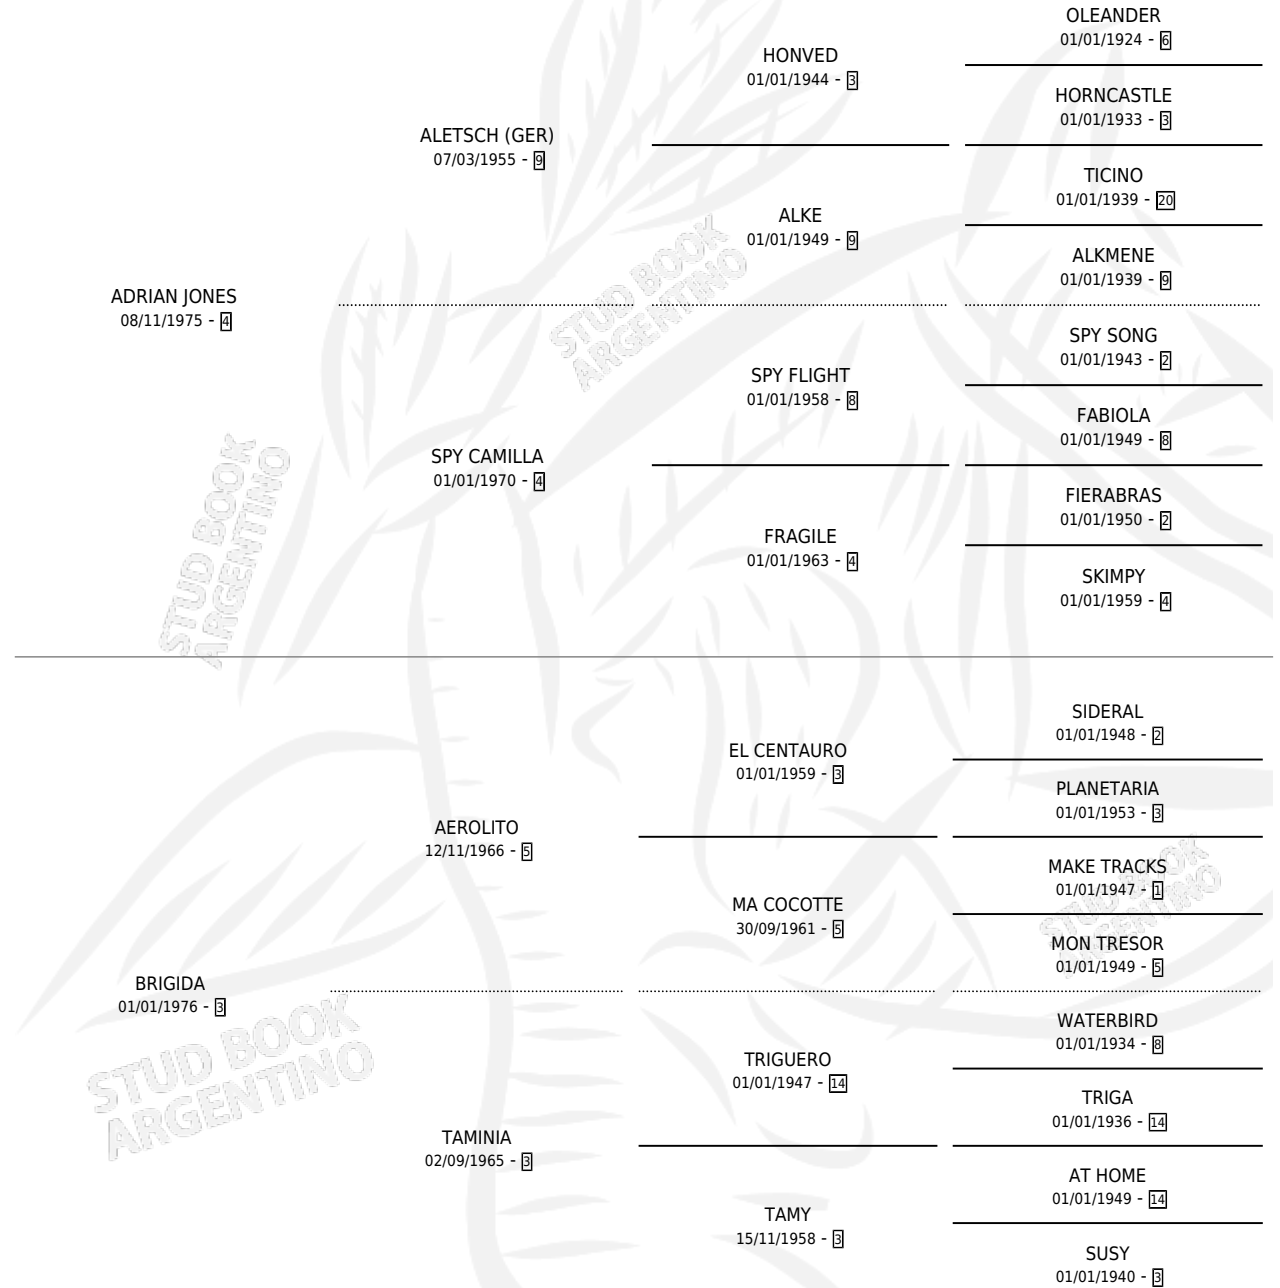 OLEANDER
01/01/1924 - 6
HONVED
01/01/1944 - 3
HORNCASTLE
01/01/1933 - 3
ALETSCH (GER)
07/03/1955 - 9
TICINO
01/01/1939 - 20
ALKE
01/01/1949 - 9
ALKMENE
01/01/1939 - 9
ADRIAN JONES
08/11/1975 - 4
SPY SONG
01/01/1943 - 2
SPY FLIGHT
01/01/1958 - 8
FABIOLA
01/01/1949 - 8
SPY CAMILLA
01/01/1970 - 4
FIERABRAS
01/01/1950 - 2
FRAGILE
01/01/1963 - 4
SKIMPY
01/01/1959 - 4
SIDERAL
01/01/1948 - 2
EL CENTAURO
01/01/1959 - 3
PLANETARIA
01/01/1953 - 3
AEROLITO
12/11/1966 - 5
MAKE TRACKS
01/01/1947 - 1
MA COCOTTE
30/09/1961 - 5
MON TRESOR
01/01/1949 - 5
BRIGIDA
01/01/1976 - 3
WATERBIRD
01/01/1934 - 8
TRIGUERO
01/01/1947 - 14
TRIGA
01/01/1936 - 14
TAMINIA
02/09/1965 - 3
AT HOME
01/01/1949 - 14
TAMY
15/11/1958 - 3
SUSY
01/01/1940 - 3
STUD BOOK
ARGENTINO
STUD BOOK
ARGENTINO
STUD BOOK
ARGENTINO
STUD BOOK
ARGENTINO